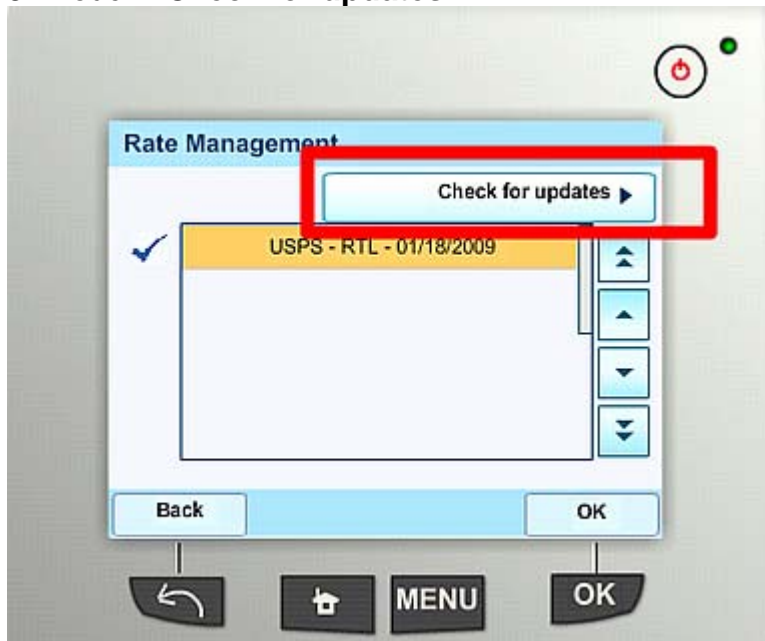 Rate Management
Check for updates
USPS - RTL - 01/18/2009
Back
OK
MENU
OK